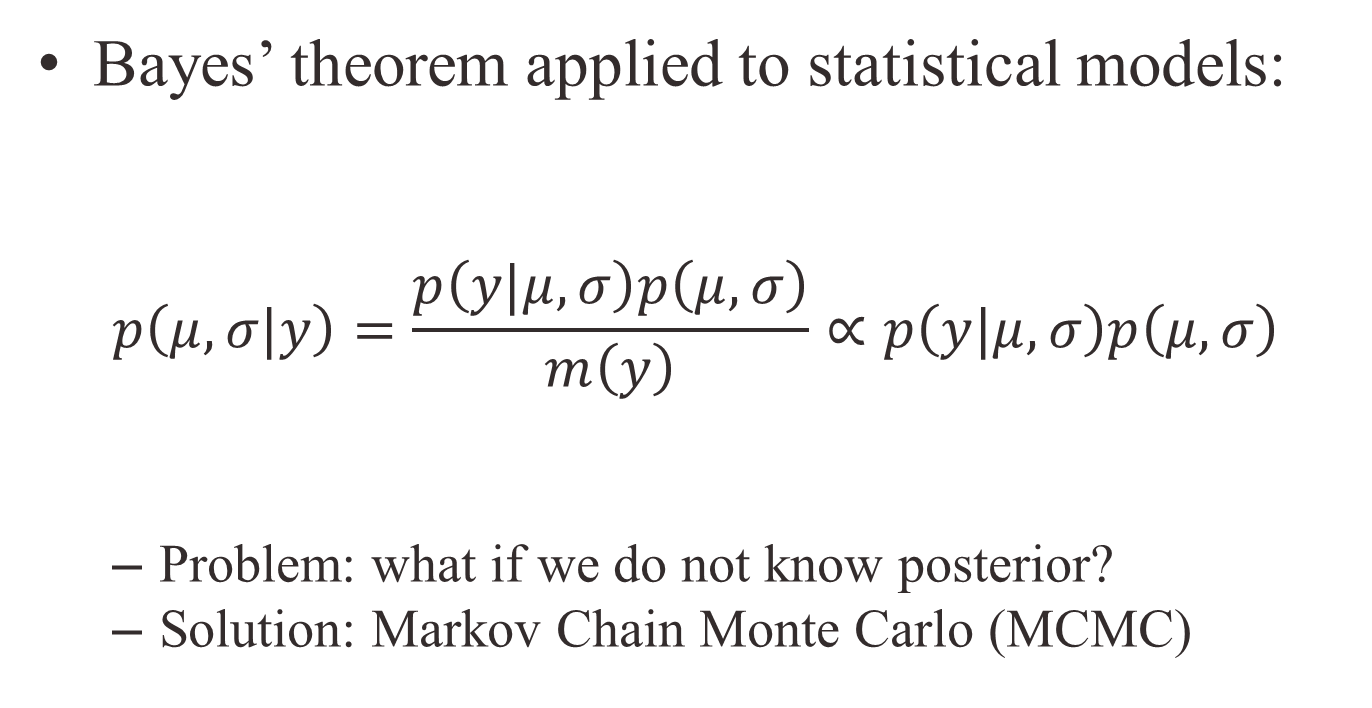 • Bayes’ theorem applied to statistical models:
p(μ, σ|y) = p(y|μ, σ)p(μ, σ) / m(y) ∝ p(y|μ, σ)p(μ, σ)
– Problem: what if we do not know posterior?
– Solution: Markov Chain Monte Carlo (MCMC)